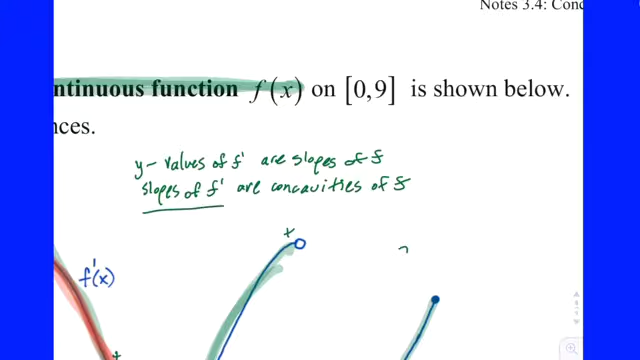 Notes 3.4: Conc
ntinuous function f(x) on [0,9] is shown below.
nces.
y- values of f' are slopes of f
slopes of f' are concavities of f
+
f'(x)
+